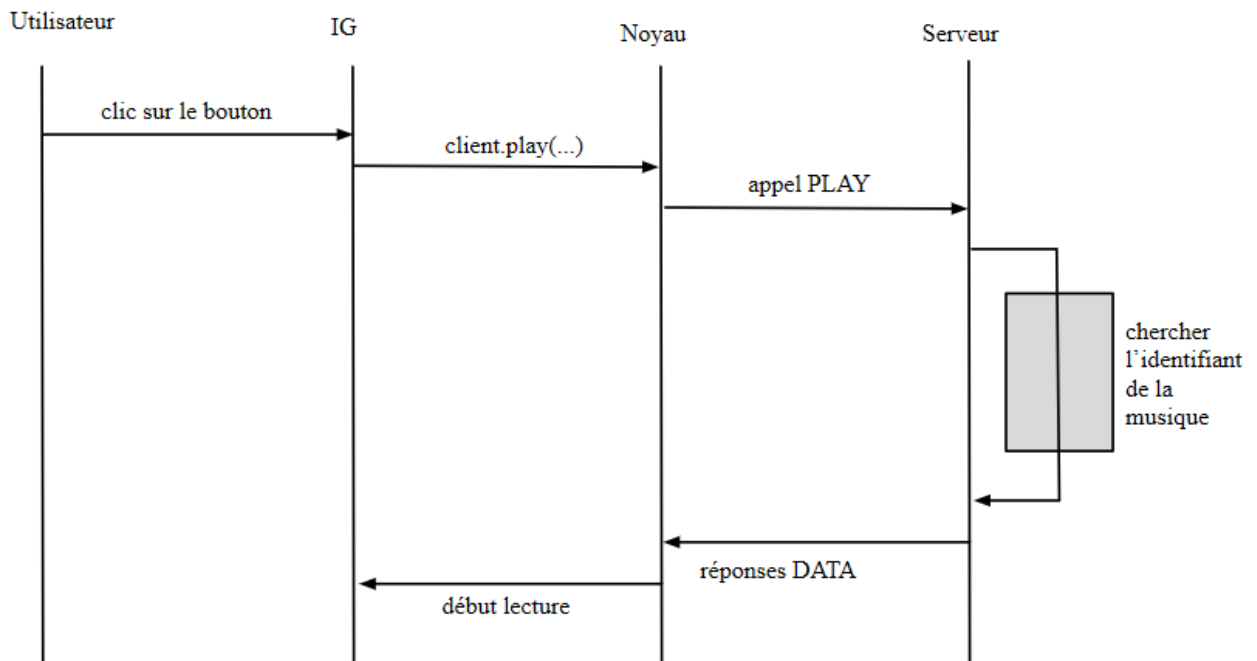 Utilisateur
IG
Noyau
Serveur
clic sur le bouton
client.play(...)
appel PLAY
chercher
l'identifiant
de la
musique
réponses DATA
début lecture